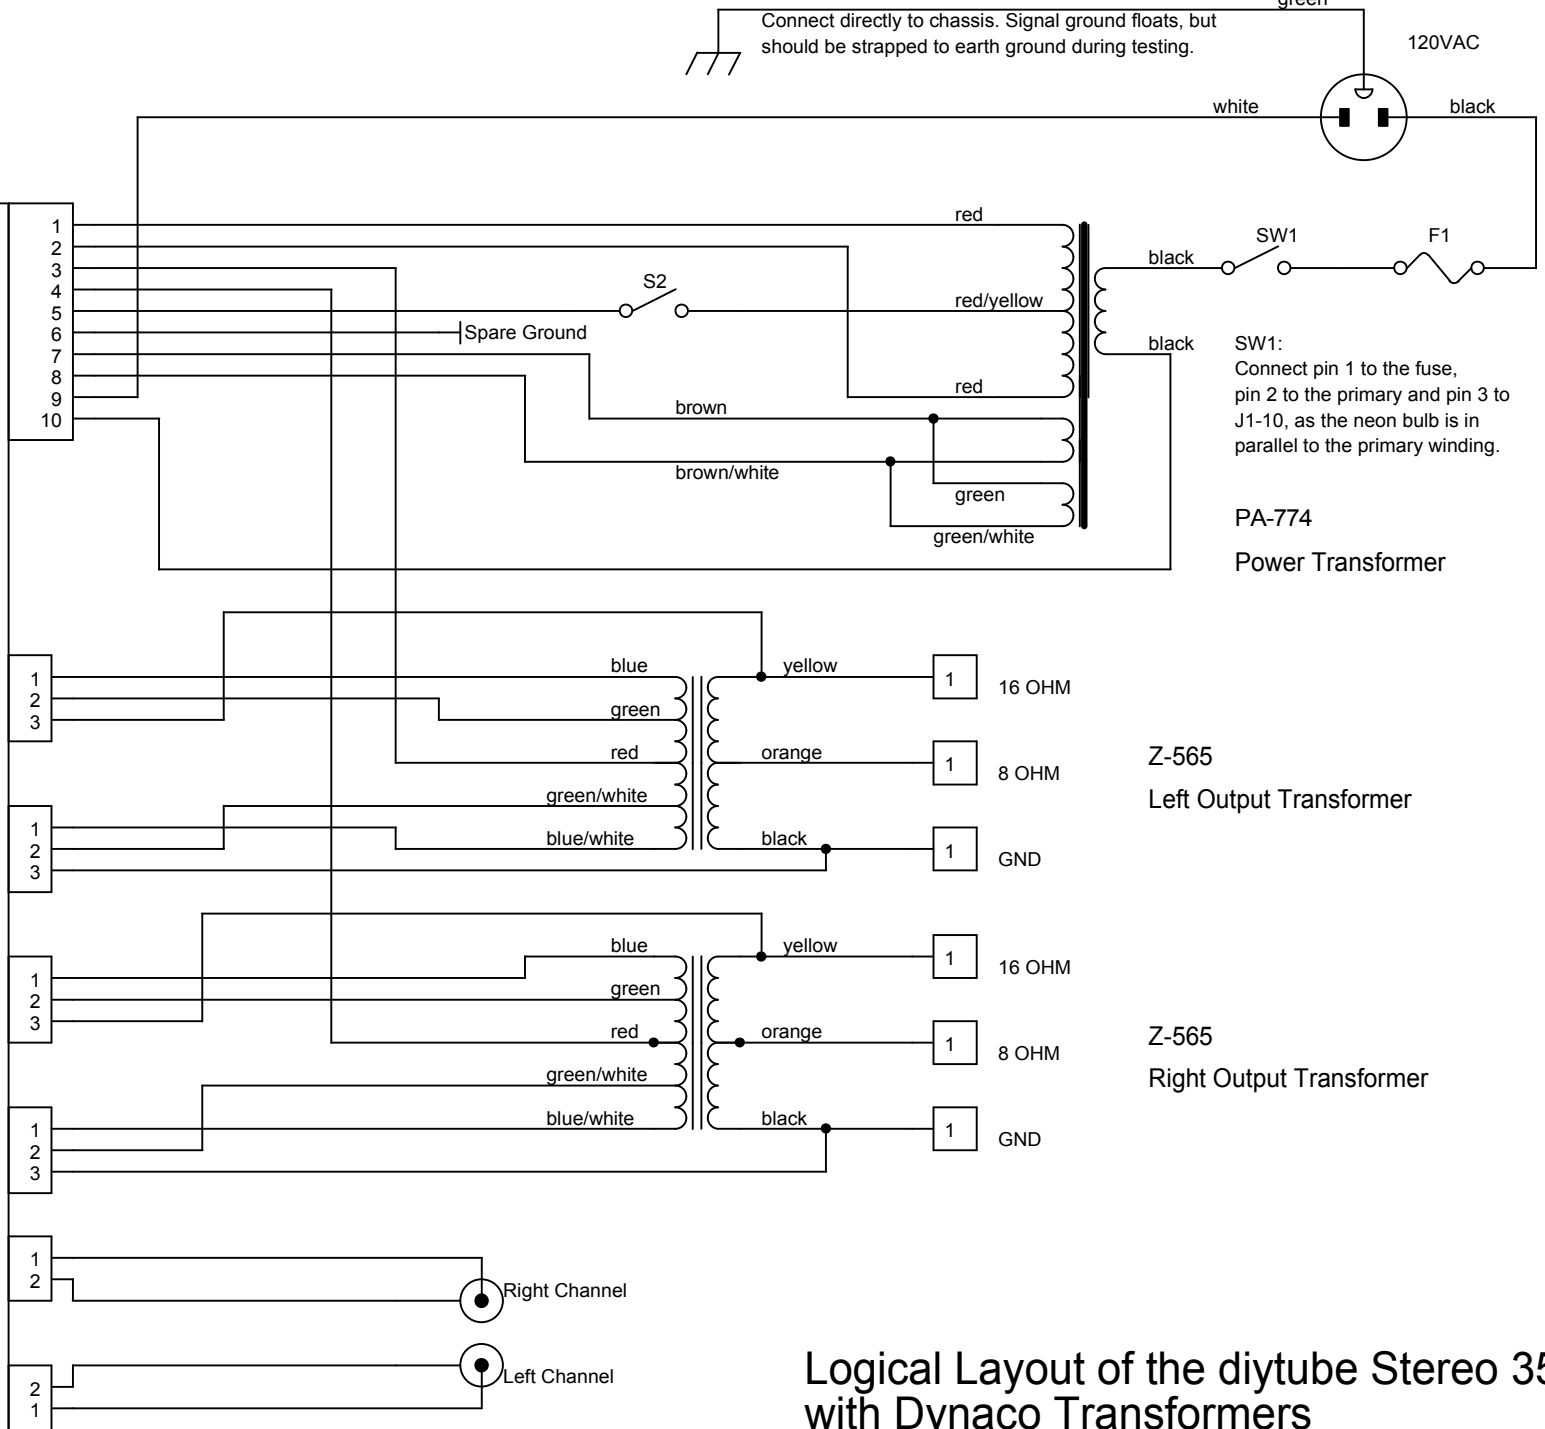 green
Connect directly to chassis. Signal ground floats, but
should be strapped to earth ground during testing.
120VAC
white
black
1
2
3
4
5
6
7
8
9
10
red
S2
red/yellow
Spare Ground
red
brown
brown/white
green
green/white
black
black
SW1
F1
SW1:
Connect pin 1 to the fuse,
pin 2 to the primary and pin 3 to
J1-10, as the neon bulb is in
parallel to the primary winding.
PA-774
Power Transformer
1
2
3
1
2
3
blue
green
red
green/white
blue/white
yellow
orange
black
1
16 OHM
1
8 OHM
1
GND
Z-565
Left Output Transformer
1
2
3
1
2
3
blue
green
red
green/white
blue/white
yellow
orange
black
1
16 OHM
1
8 OHM
1
GND
Z-565
Right Output Transformer
1
2
Right Channel
2
1
Left Channel
Logical Layout of the diytube Stereo 35
with Dynaco Transformers